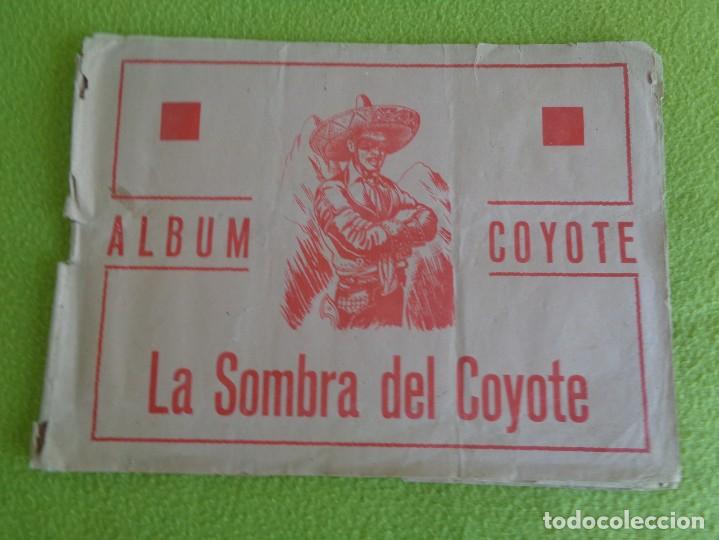 ALBUM COYOTE
La Sombra del Coyote
todocoleccion